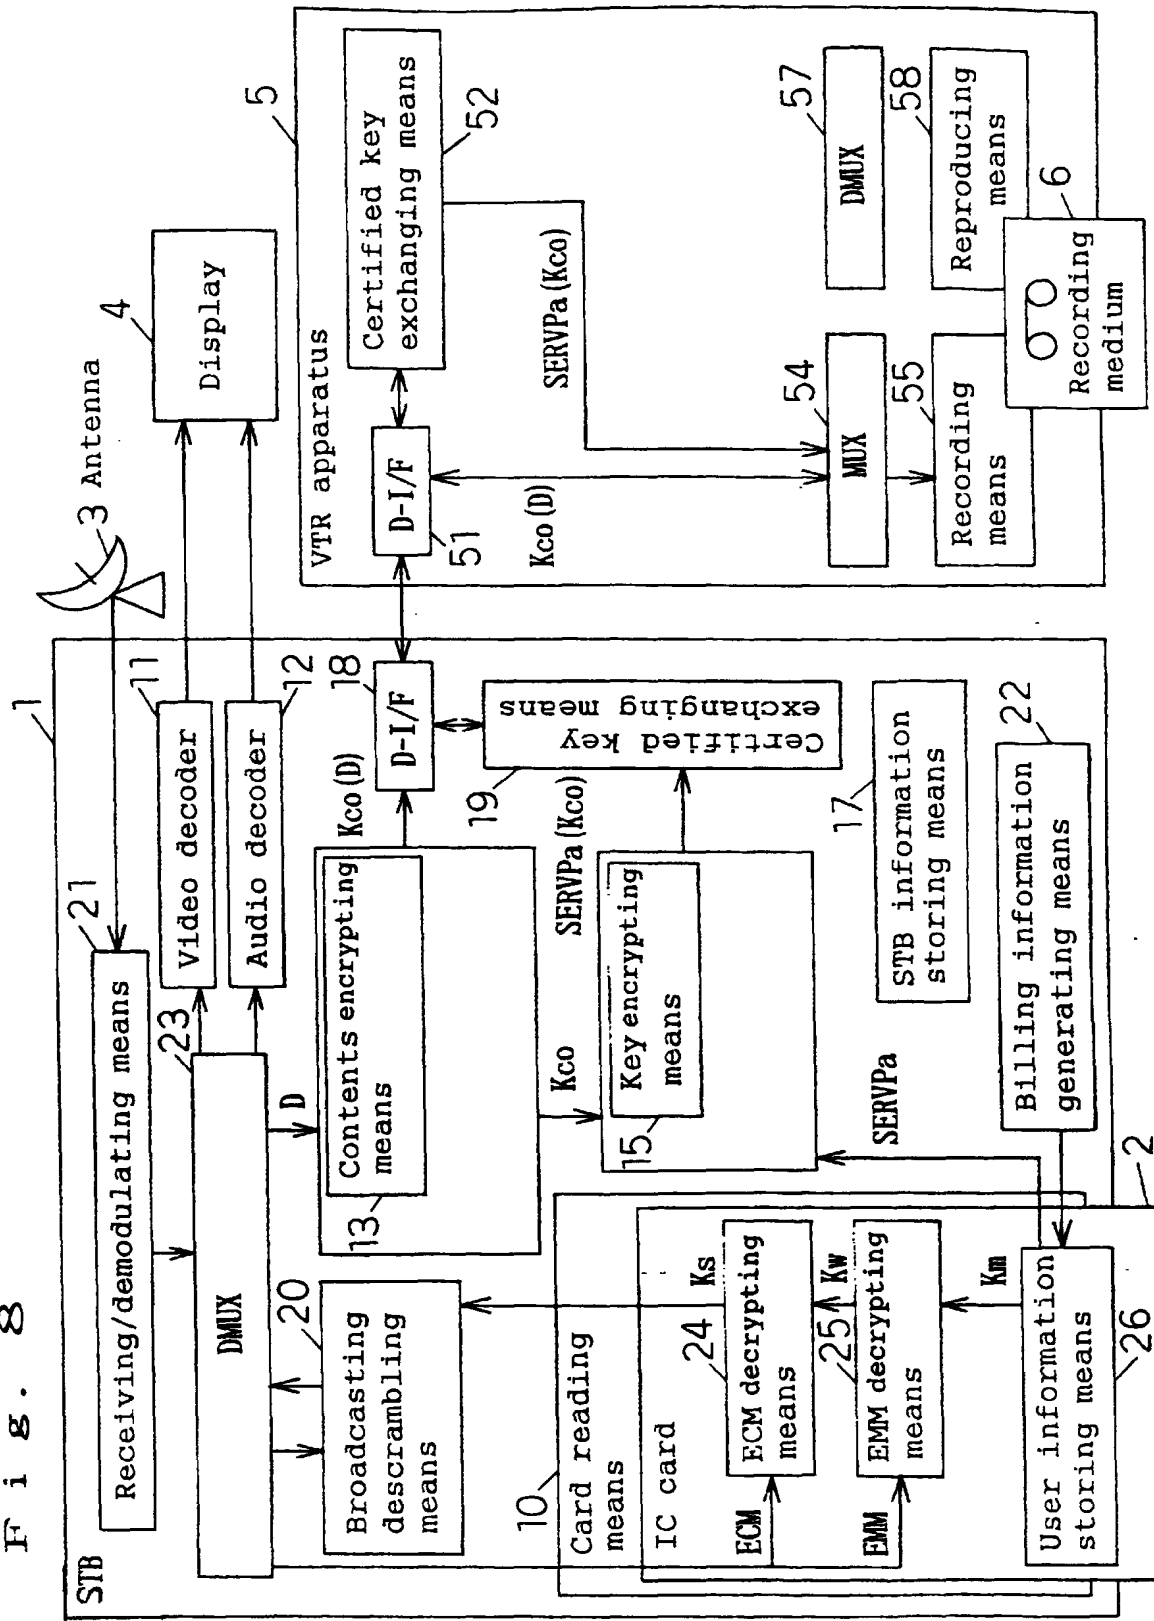 Fig. 8
STB
1
Receiving/demodulating means
21
3 Antenna
4
Display
DMUX
23
Video decoder
11
Audio decoder
12
D
Broadcasting
descrambling
means
20
Contents encrypting
means
13
Kco(D)
D-I/F
18
Kco
Certified key
exchanging means
19
SERVPa(Kco)
Key encrypting
means
15
STB information
storing means
17
Billing information
generating means
22
SERVPa
10
Card reading
means
IC card
2
ECM
ECM decrypting
means
24
Ks
EMM
EMM decrypting
means
25
Kw
Km
User information
storing means
26
VTR apparatus
5
D-I/F
51
Certified key
exchanging means
52
Kco(D)
SERVPa(Kco)
MUX
54
DMUX
57
Recording
means
55
Reproducing
means
58
Recording
medium
6